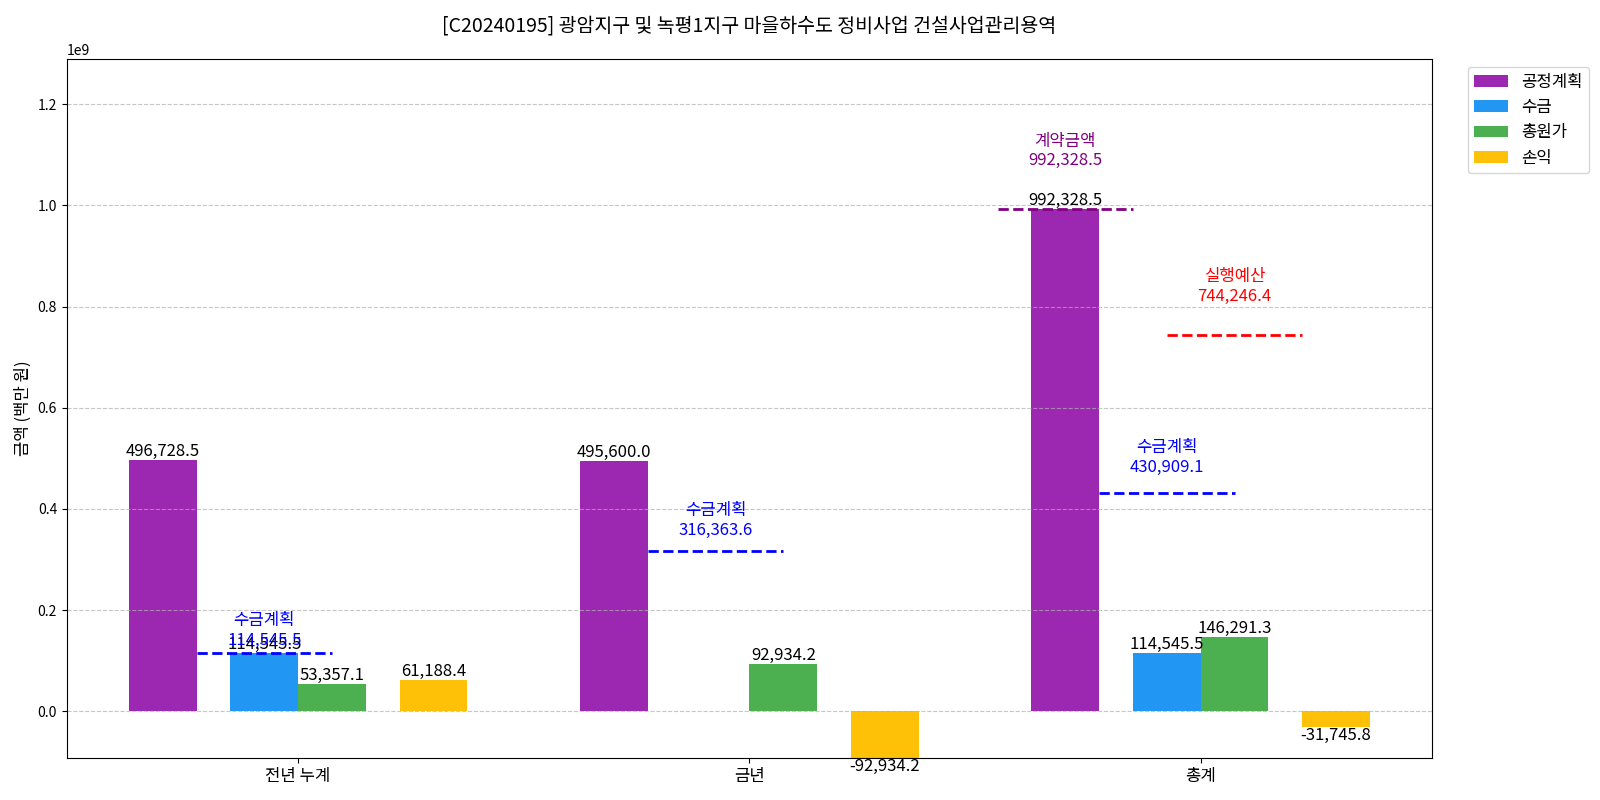 [C20240195] 광암지구 및 녹평1지구 마을하수도 정비사업 건설사업관리용역
1e9
공정계획
수금
총원가
손익
금액 (백만 원)
1.2
1.0
0.8
0.6
0.4
0.2
0.0
496,728.5
수금계획
114,545.5
114,545.5
53,357.1
61,188.4
495,600.0
수금계획
316,363.6
92,934.2
-92,934.2
계약금액
992,328.5
992,328.5
실행예산
744,246.4
수금계획
430,909.1
114,545.5
146,291.3
-31,745.8
전년 누계
금년
총계